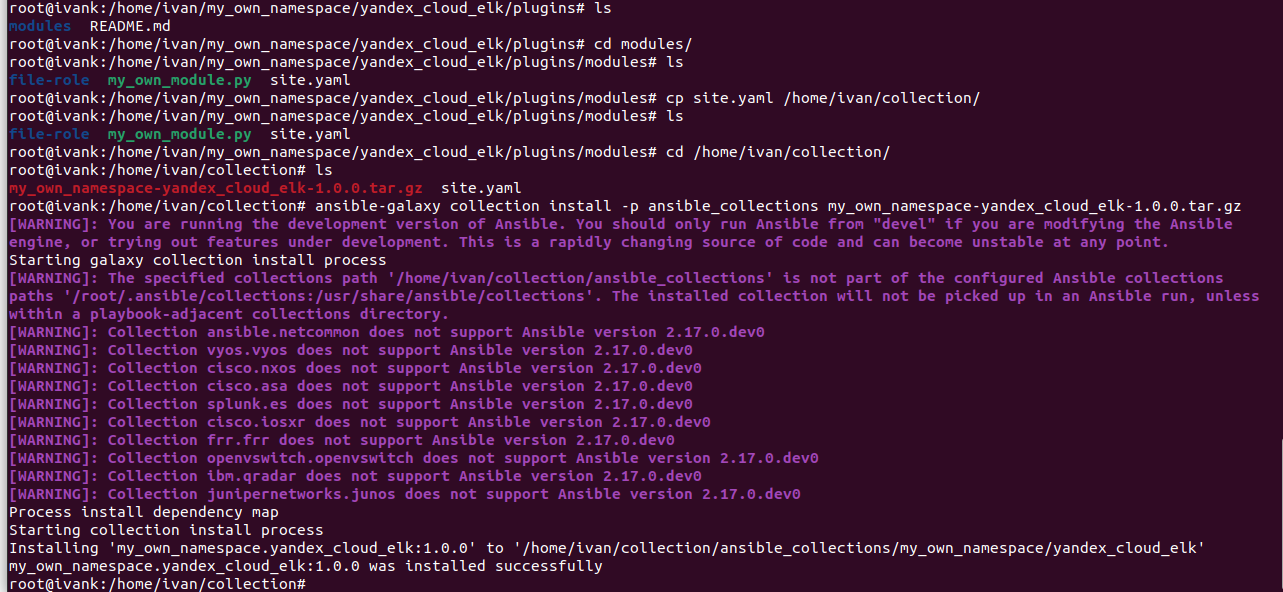 root@ivank:/home/ivan/my_own_namespace/yandex_cloud_elk/plugins# ls
modules  README.md
root@ivank:/home/ivan/my_own_namespace/yandex_cloud_elk/plugins# cd modules/
root@ivank:/home/ivan/my_own_namespace/yandex_cloud_elk/plugins/modules# ls
file-role  my_own_module.py  site.yaml
root@ivank:/home/ivan/my_own_namespace/yandex_cloud_elk/plugins/modules# cp site.yaml /home/ivan/collection/
root@ivank:/home/ivan/my_own_namespace/yandex_cloud_elk/plugins/modules# ls
file-role  my_own_module.py  site.yaml
root@ivank:/home/ivan/my_own_namespace/yandex_cloud_elk/plugins/modules# cd /home/ivan/collection/
root@ivank:/home/ivan/collection# ls
my_own_namespace-yandex_cloud_elk-1.0.0.tar.gz  site.yaml
root@ivank:/home/ivan/collection# ansible-galaxy collection install -p ansible_collections my_own_namespace-yandex_cloud_elk-1.0.0.tar.gz
[WARNING]: You are running the development version of Ansible. You should only run Ansible from "devel" if you are modifying the Ansible
engine, or trying out features under development. This is a rapidly changing source of code and can become unstable at any point.
Starting galaxy collection install process
[WARNING]: The specified collections path '/home/ivan/collection/ansible_collections' is not part of the configured Ansible collections
paths '/root/.ansible/collections:/usr/share/ansible/collections'. The installed collection will not be picked up in an Ansible run, unless
within a playbook-adjacent collections directory.
[WARNING]: Collection ansible.netcommon does not support Ansible version 2.17.0.dev0
[WARNING]: Collection vyos.vyos does not support Ansible version 2.17.0.dev0
[WARNING]: Collection cisco.nxos does not support Ansible version 2.17.0.dev0
[WARNING]: Collection cisco.asa does not support Ansible version 2.17.0.dev0
[WARNING]: Collection splunk.es does not support Ansible version 2.17.0.dev0
[WARNING]: Collection cisco.iosxr does not support Ansible version 2.17.0.dev0
[WARNING]: Collection frr.frr does not support Ansible version 2.17.0.dev0
[WARNING]: Collection openvswitch.openvswitch does not support Ansible version 2.17.0.dev0
[WARNING]: Collection ibm.qradar does not support Ansible version 2.17.0.dev0
[WARNING]: Collection junipernetworks.junos does not support Ansible version 2.17.0.dev0
Process install dependency map
Starting collection install process
Installing 'my_own_namespace.yandex_cloud_elk:1.0.0' to '/home/ivan/collection/ansible_collections/my_own_namespace/yandex_cloud_elk'
my_own_namespace.yandex_cloud_elk:1.0.0 was installed successfully
root@ivank:/home/ivan/collection#